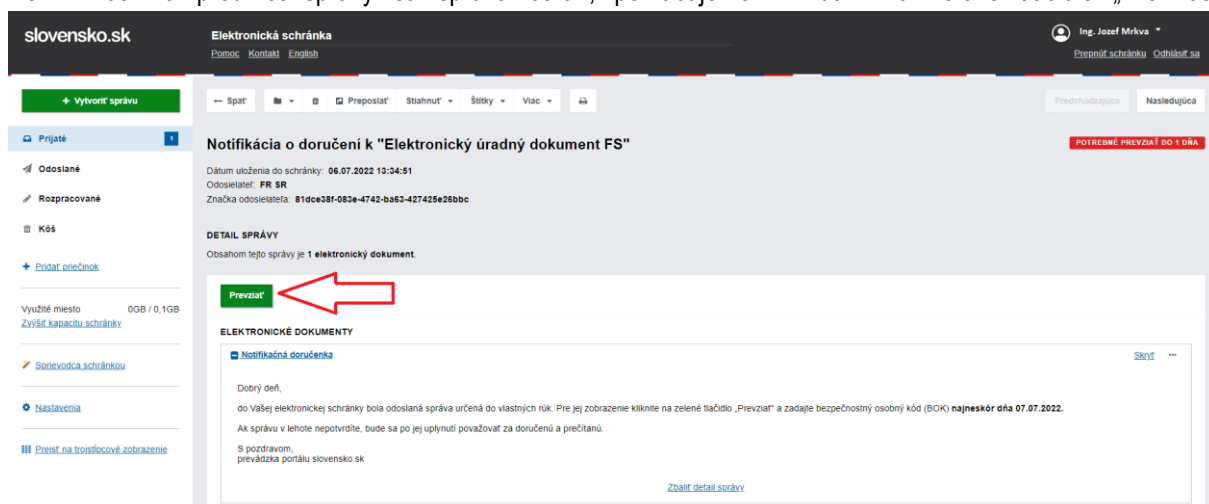 slovensko.sk
Elektronická schránka
Pomoc Kontakt English
Ing. Jozef Mrkva
Prepnúť schránku Odhlásiť sa
+ Vytvoriť správu
← Späť Preposlať Stiahnuť Štítky Viac
Predchádzajúca Nasledujúca
Prijaté 1
Odoslané
Rozpracované
Kôš
+ Pridať priečinok
Využité miesto 0GB / 0,1GB
Zvýšiť kapacitu schránky
Sprievodca schránkou
Nastavenia
Prejsť na trojstĺpcové zobrazenie
Notifikácia o doručení k "Elektronický úradný dokument FS"
POTREBNÉ PREVZIAŤ DO 1 DŇA
Dátum uloženia do schránky: 06.07.2022 13:34:51
Odosielateľ: FR SR
Značka odosielateľa: 81dce38f-083e-4742-ba63-427425e26bbc
DETAIL SPRÁVY
Obsahom tejto správy je 1 elektronický dokument.
Prevziať
ELEKTRONICKÉ DOKUMENTY
Notifikačná doručenka
Skryť ...
Dobrý deň,
do Vašej elektronickej schránky bola odoslaná správa určená do vlastných rúk. Pre jej zobrazenie kliknite na zelené tlačidlo „Prevziať" a zadajte bezpečnostný osobný kód (BOK) najneskôr dňa 07.07.2022.
Ak správu v lehote nepotvrdíte, bude sa po jej uplynutí považovať za doručenú a prečítanú.
S pozdravom,
prevádzka portálu slovensko.sk
Zbaliť detail správy